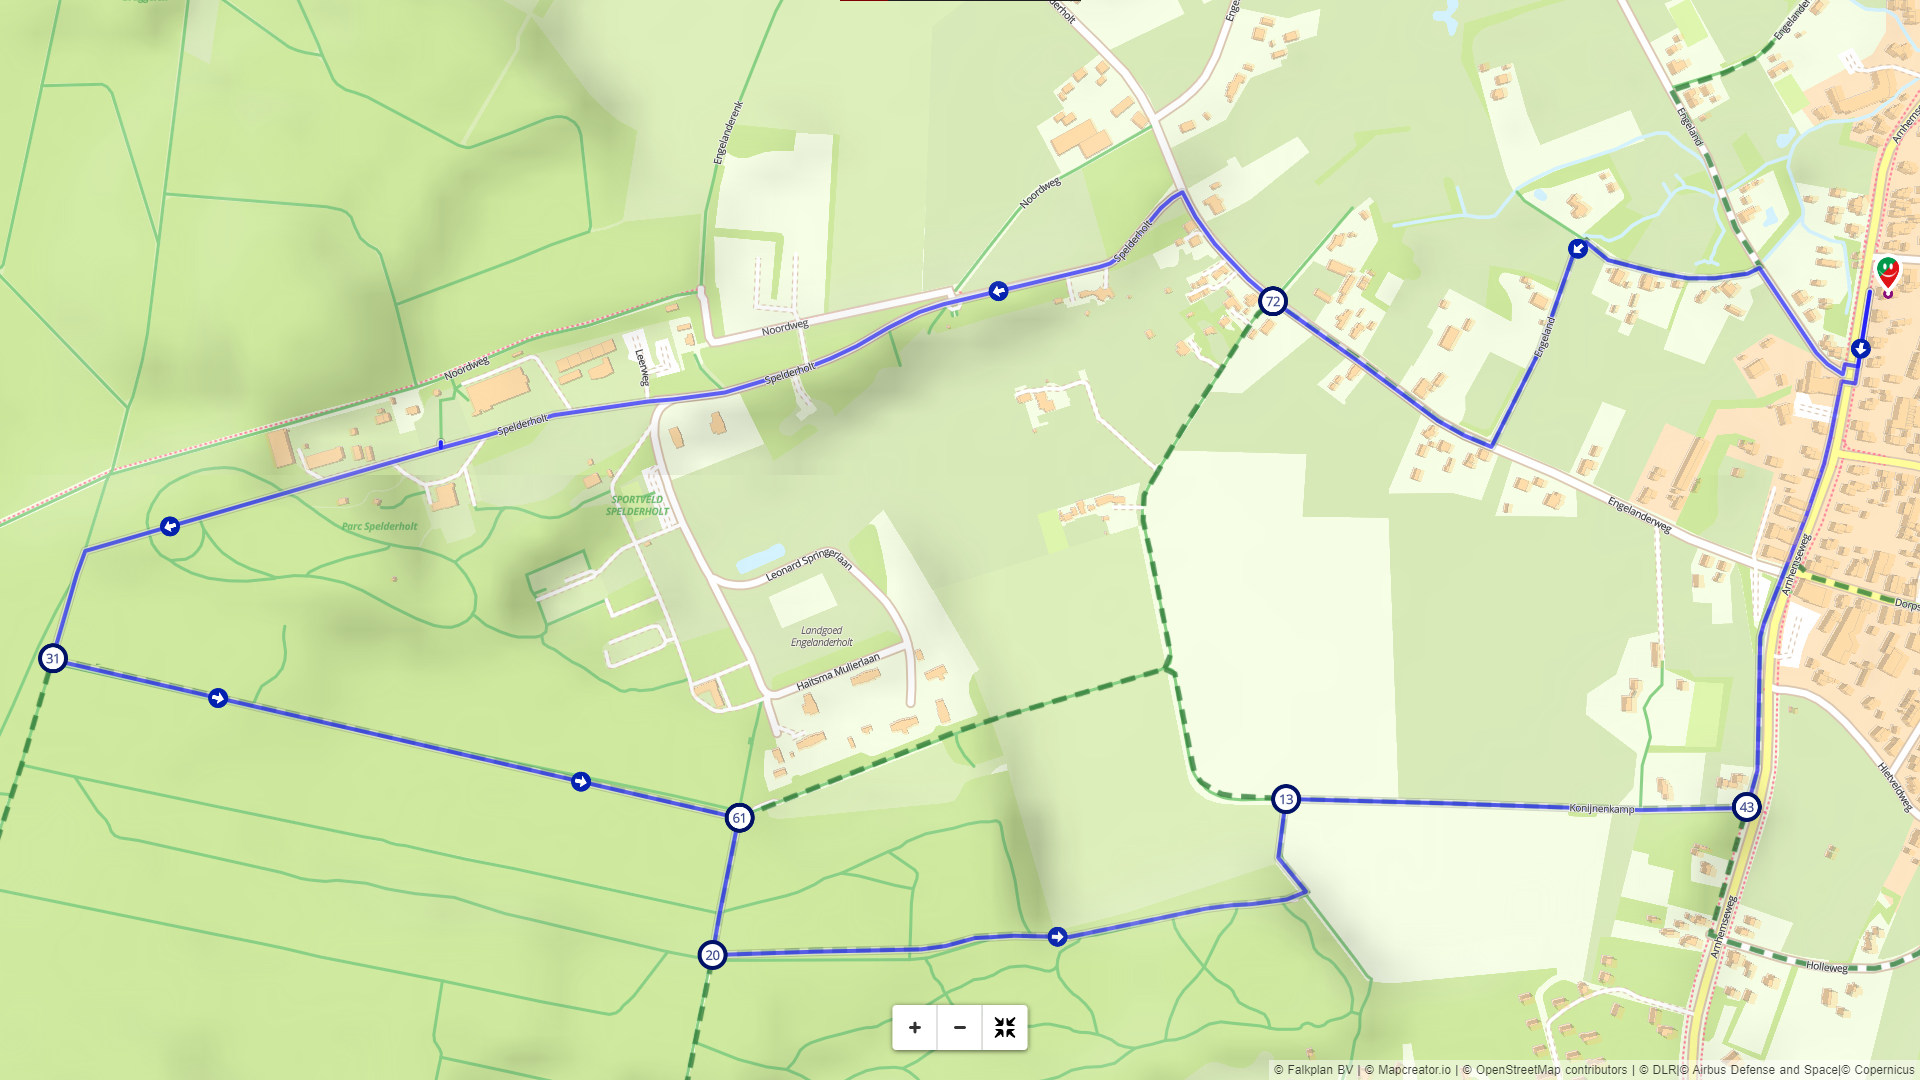 Spelderholt
Engelanderenk
Noordweg
Engeland
72
Engeland
Spelderholt
Noordweg
Noordweg
Leerweg
Spelderholt
Spelderholt
SPORTVELD
SPELDERHOLT
Parc Spelderholt
Engelanderweg
Arnhemseweg
Leonard Springerlaan
Landgoed
Engelanderholt
Haitsma Mullerlaan
31
61
13
Konijnenkamp
43
Hietveldweg
20
Arnhemseweg
Holleweg
+
−
© Falkplan BV | © Mapcreator.io | © OpenStreetMap contributors | © DLR|© Airbus Defense and Space|© Copernicus